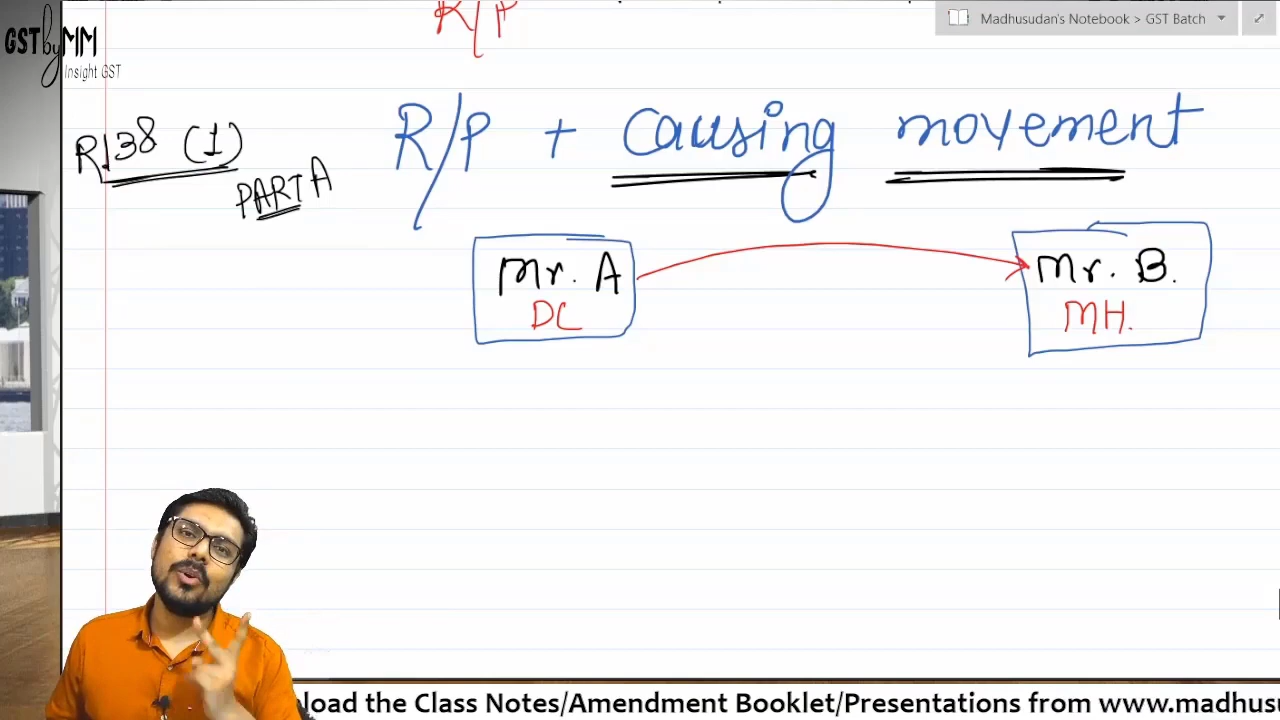 R/P
Madhusudan's Notebook > GST Batch
GST by MM
Insight GST
R138 (1)
PART A
R/P + causing movement
Mr. A
DL
Mr. B.
MH.
load the Class Notes/Amendment Booklet/Presentations from www.madhusu